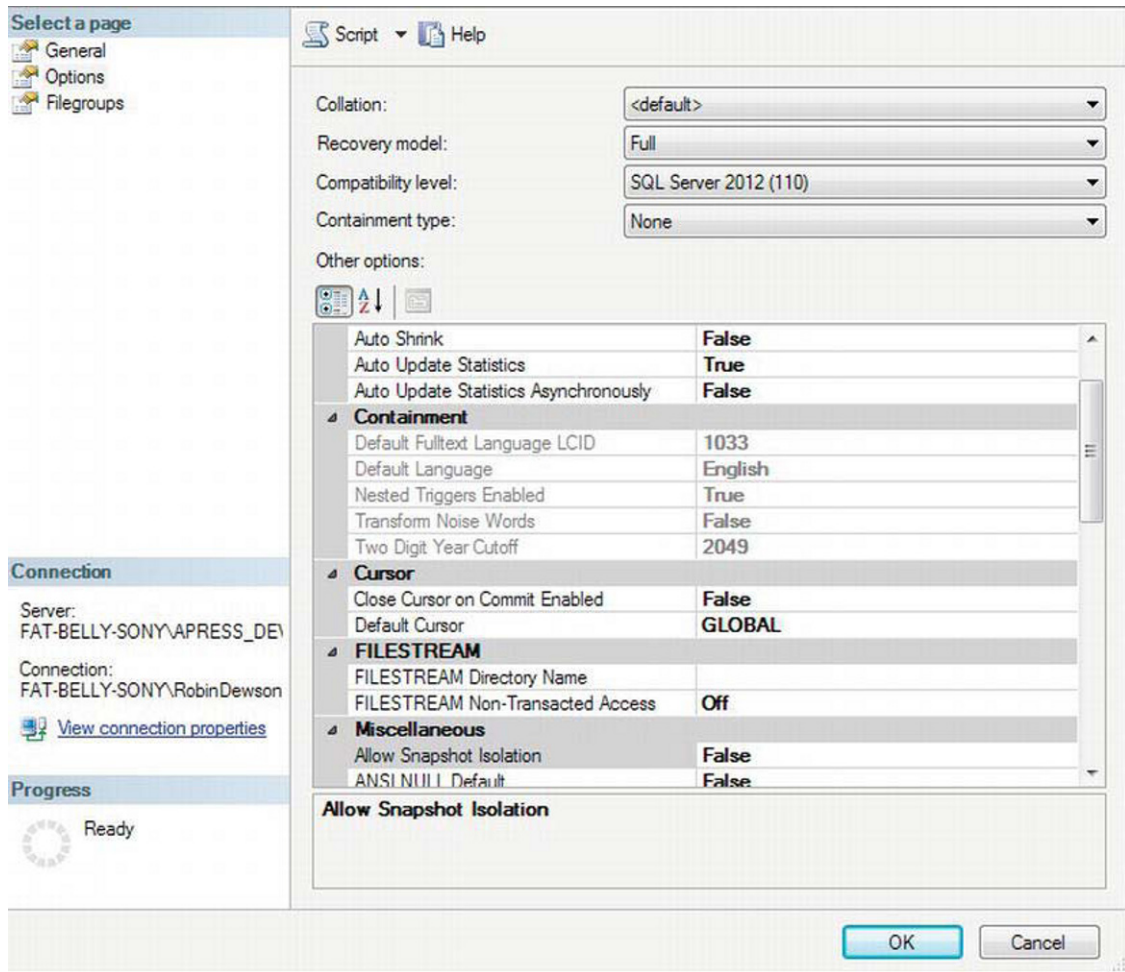 Select a page
General
Options
Filegroups
Script Help
Collation: <default>
Recovery model: Full
Compatibility level: SQL Server 2012 (110)
Containment type: None
Other options:
Auto Shrink False
Auto Update Statistics True
Auto Update Statistics Asynchronously False
Containment
Default Fulltext Language LCID 1033
Default Language English
Nested Triggers Enabled True
Transform Noise Words False
Two Digit Year Cutoff 2049
Cursor
Close Cursor on Commit Enabled False
Default Cursor GLOBAL
FILESTREAM
FILESTREAM Directory Name
FILESTREAM Non-Transacted Access Off
Miscellaneous
Allow Snapshot Isolation False
ANSI NULL Default False
Allow Snapshot Isolation
Connection
Server:
FAT-BELLY-SONY\APRESS_DEV
Connection:
FAT-BELLY-SONY\RobinDewson
View connection properties
Progress
Ready
OK Cancel